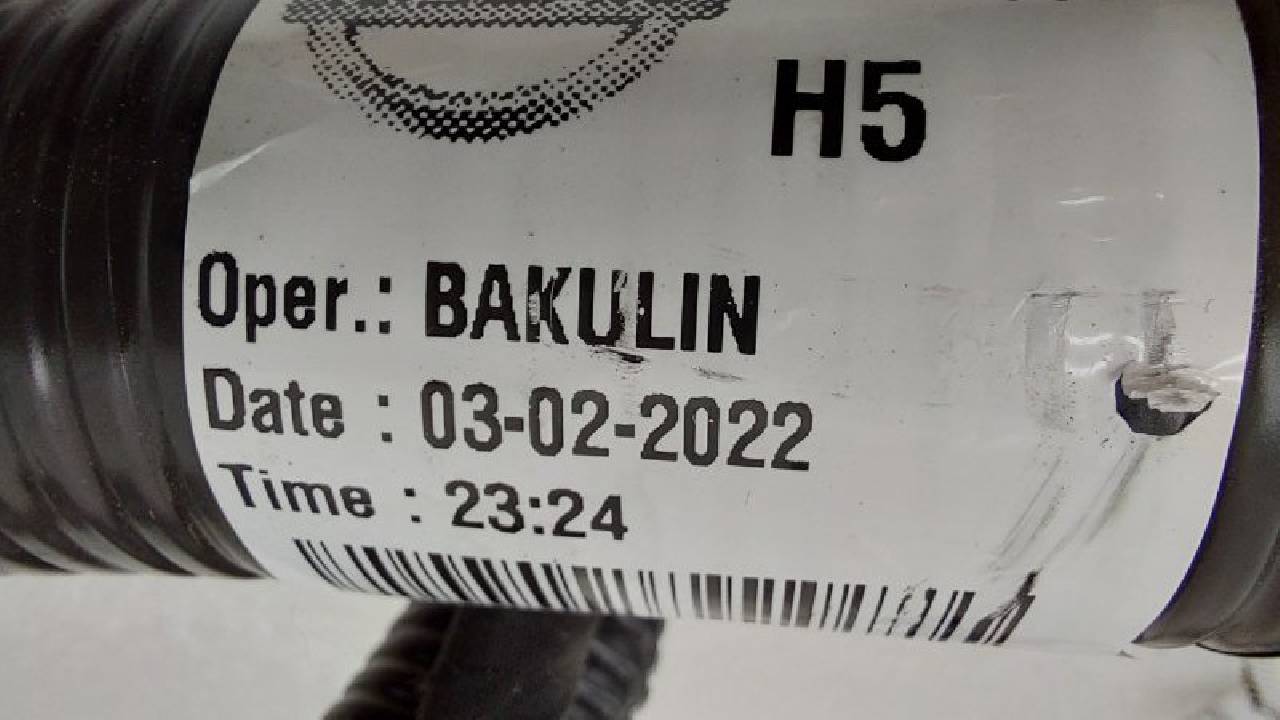 H5
Oper.: BAKULIN
Date : 03-02-2022
Time : 23:24